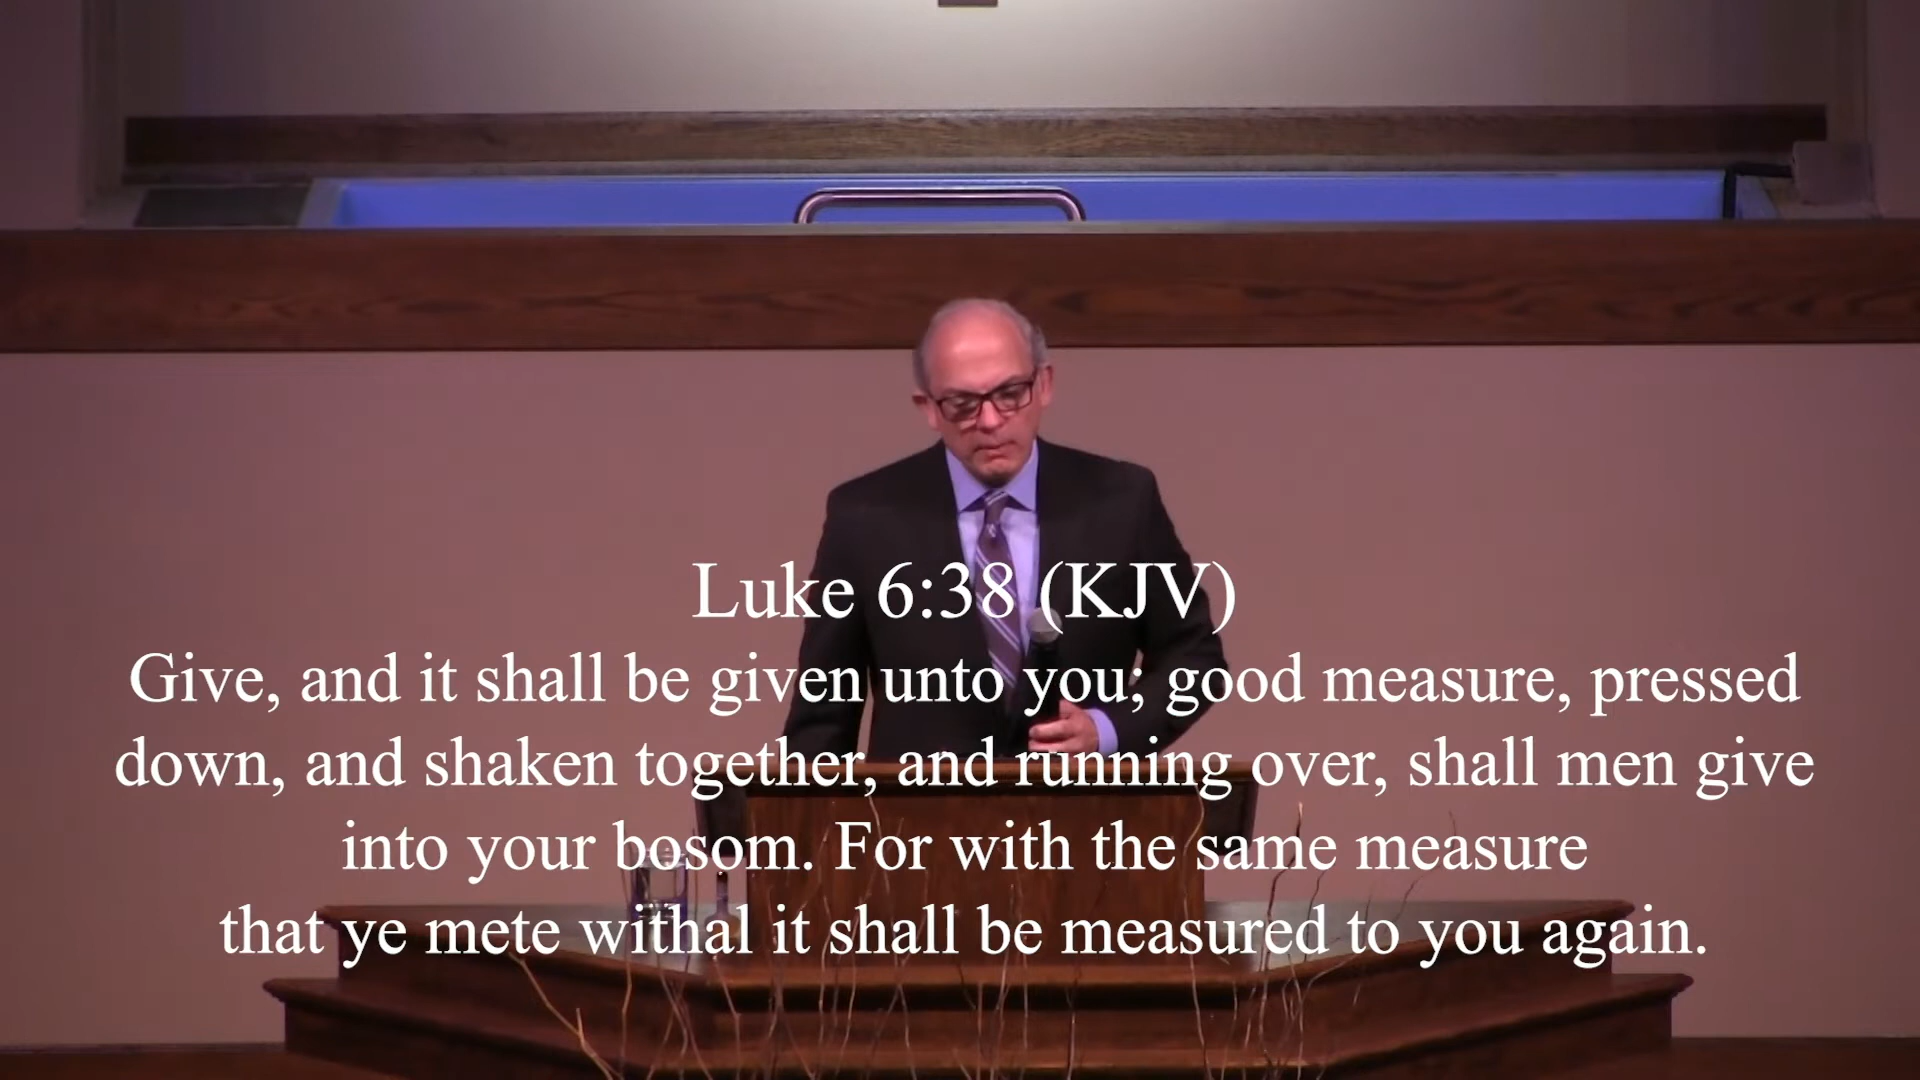 Luke 6:38 (KJV)
Give, and it shall be given unto you; good measure, pressed
down, and shaken together, and running over, shall men give
into your bosom. For with the same measure
that ye mete withal it shall be measured to you again.